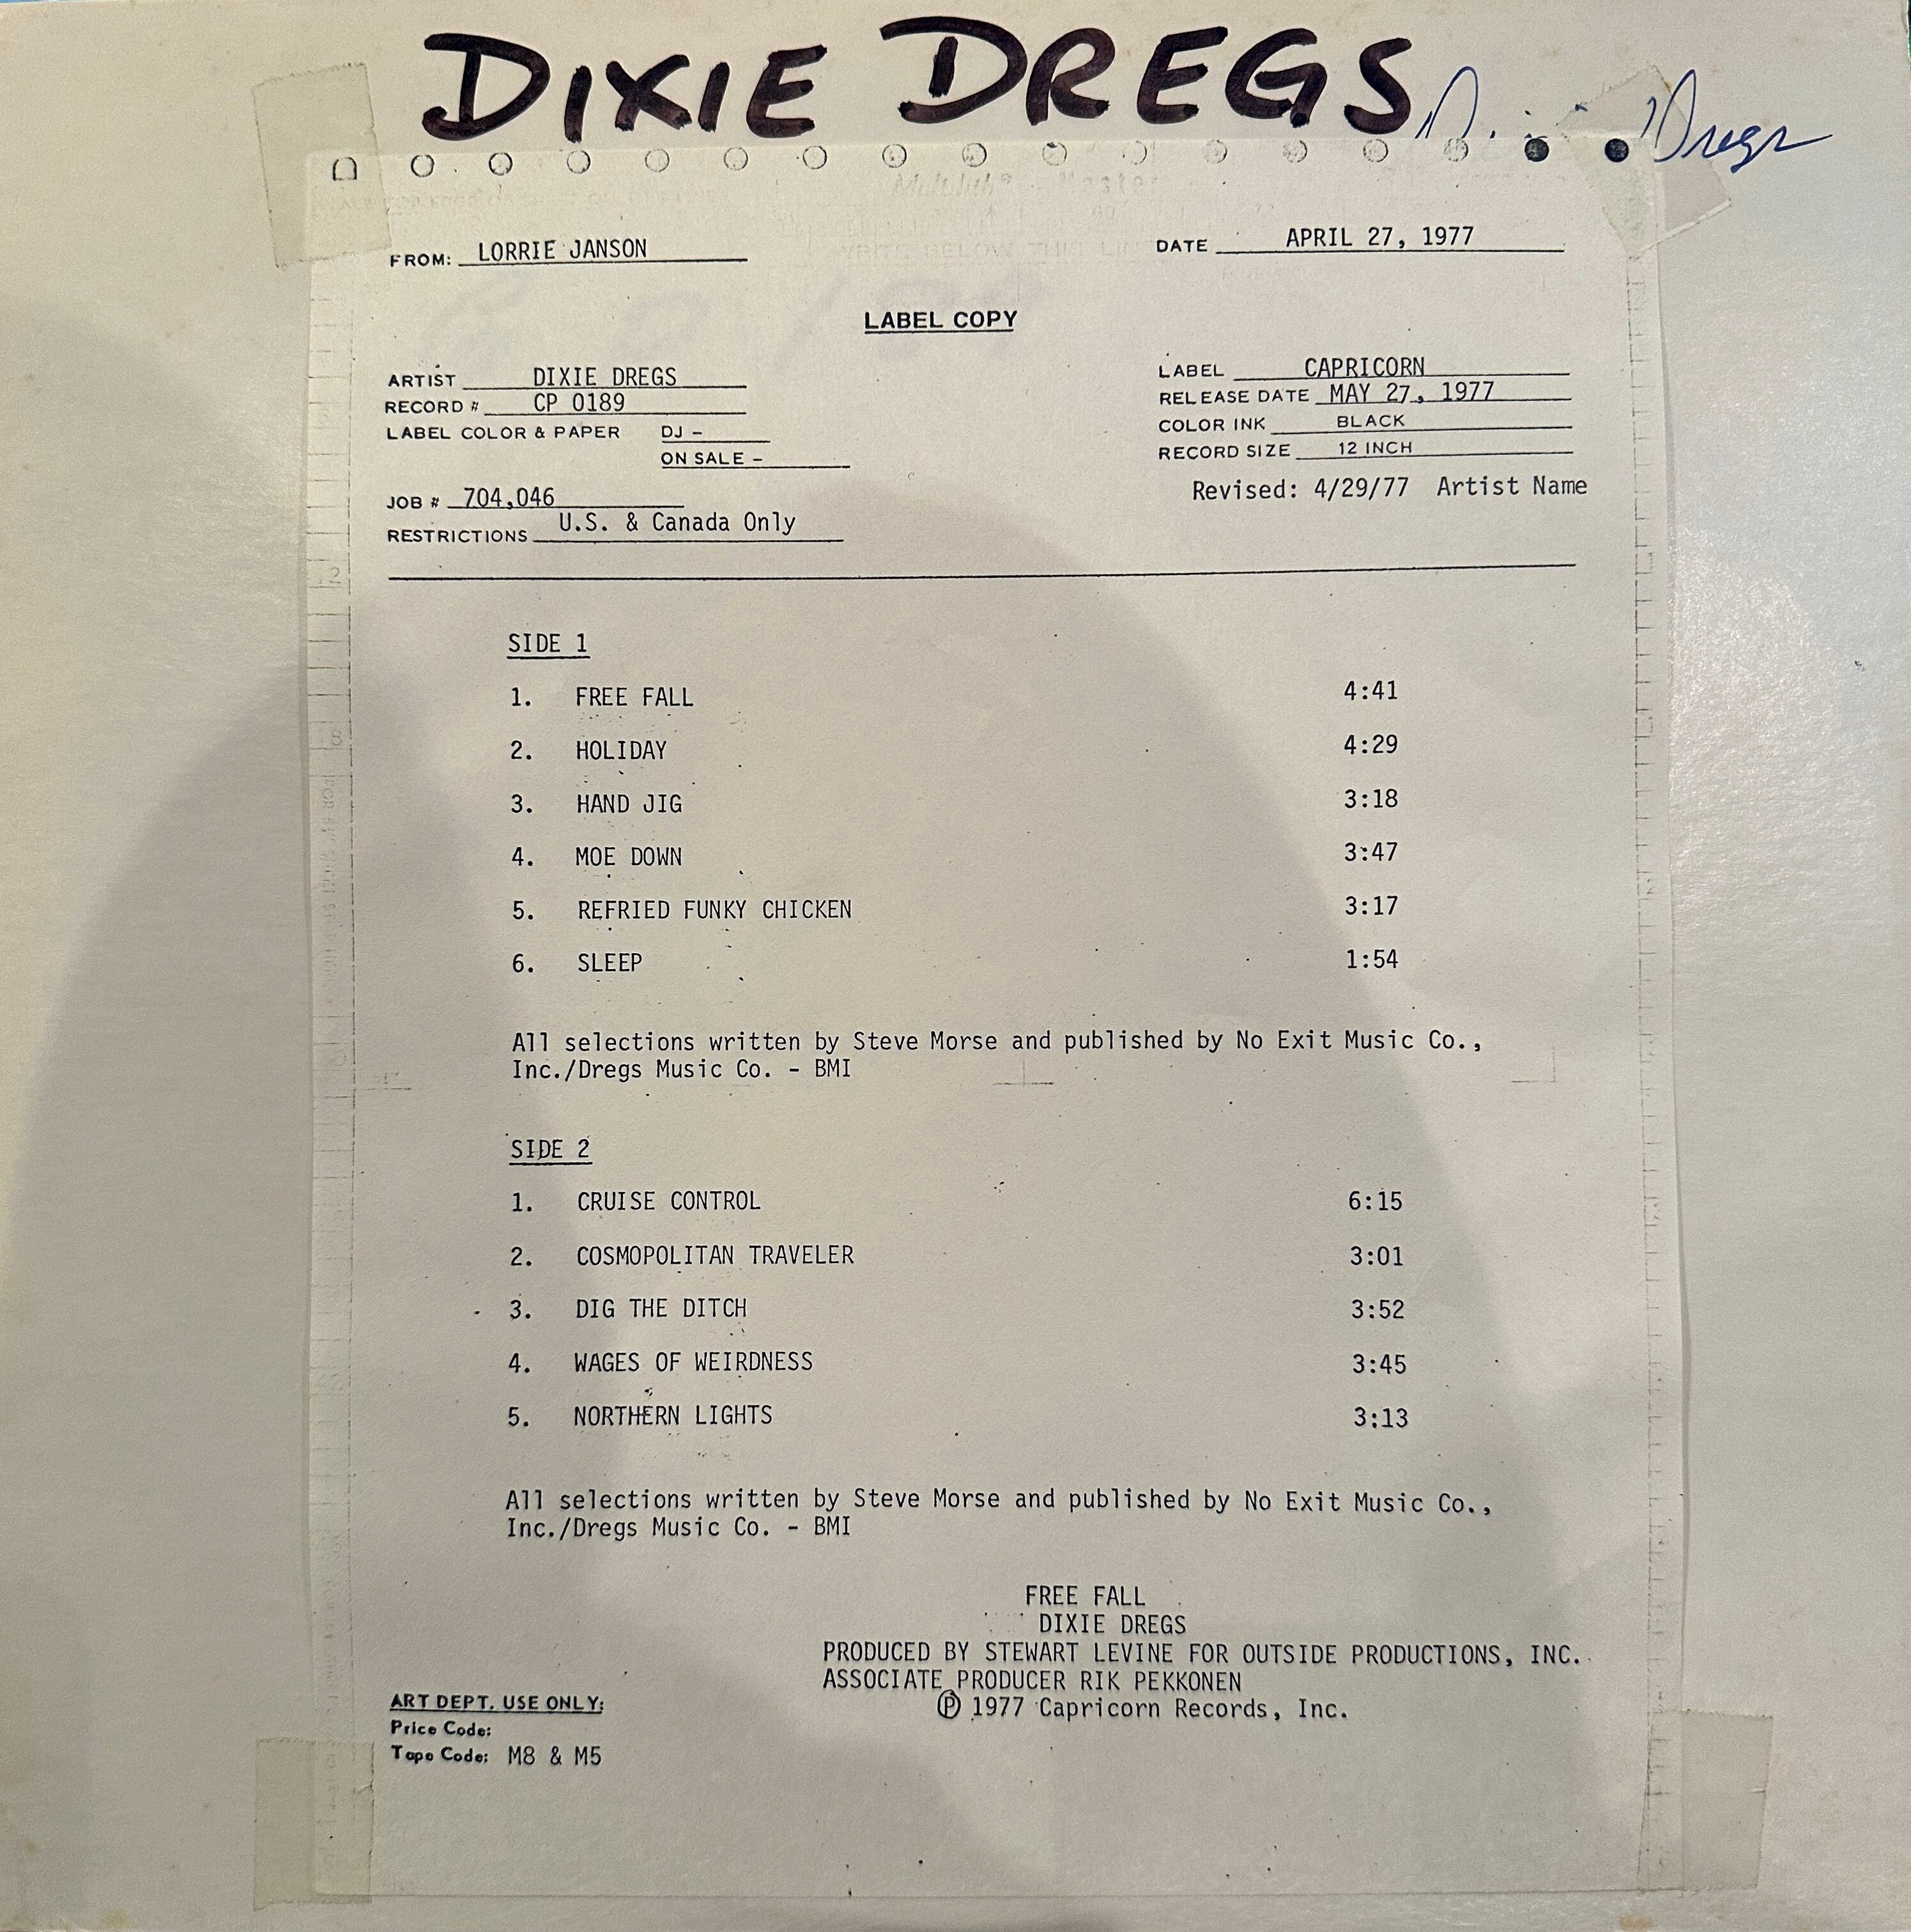 DIXIE DREGS
Dregs
FROM: LORRIE JANSON
DATE APRIL 27, 1977
LABEL COPY
ARTIST DIXIE DREGS
RECORD # CP 0189
LABEL COLOR & PAPER DJ -
ON SALE -
LABEL CAPRICORN
RELEASE DATE MAY 27, 1977
COLOR INK BLACK
RECORD SIZE 12 INCH
Revised: 4/29/77 Artist Name
JOB # 704,046
RESTRICTIONS U.S. & Canada Only
SIDE 1
1. FREE FALL 4:41
2. HOLIDAY 4:29
3. HAND JIG 3:18
4. MOE DOWN 3:47
5. REFRIED FUNKY CHICKEN 3:17
6. SLEEP 1:54
All selections written by Steve Morse and published by No Exit Music Co.,
Inc./Dregs Music Co. - BMI
SIDE 2
1. CRUISE CONTROL 6:15
2. COSMOPOLITAN TRAVELER 3:01
3. DIG THE DITCH 3:52
4. WAGES OF WEIRDNESS 3:45
5. NORTHERN LIGHTS 3:13
All selections written by Steve Morse and published by No Exit Music Co.,
Inc./Dregs Music Co. - BMI
FREE FALL
DIXIE DREGS
PRODUCED BY STEWART LEVINE FOR OUTSIDE PRODUCTIONS, INC.
ASSOCIATE PRODUCER RIK PEKKONEN
Ⓟ 1977 Capricorn Records, Inc.
ART DEPT. USE ONLY:
Price Code:
Tape Code: M8 & M5